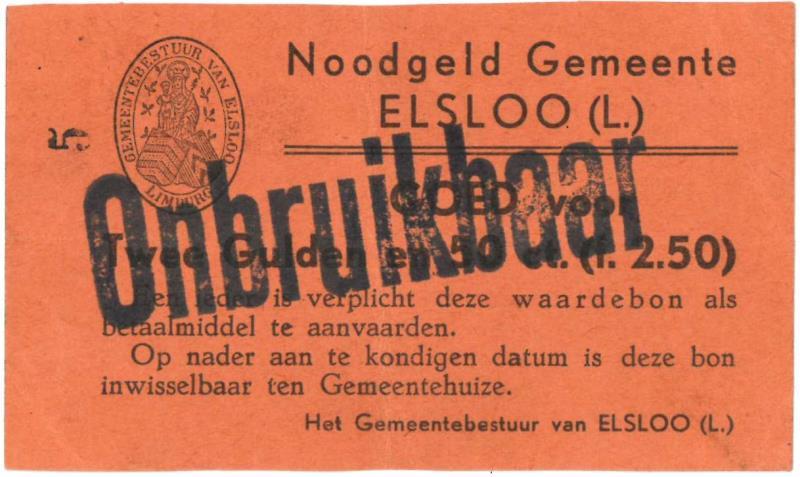 Noodgeld Gemeente
ELSLOO (L.)
GEMEENTEBESTUUR VAN ELSLOO
LIMBURG
5
GOED voor
Twee Gulden en 50 ct. (f. 2.50)
Onbruikbaar
Een ieder is verplicht deze waardebon als
betaalmiddel te aanvaarden.
Op nader aan te kondigen datum is deze bon
inwisselbaar ten Gemeentehuize.
Het Gemeentebestuur van ELSLOO (L.)